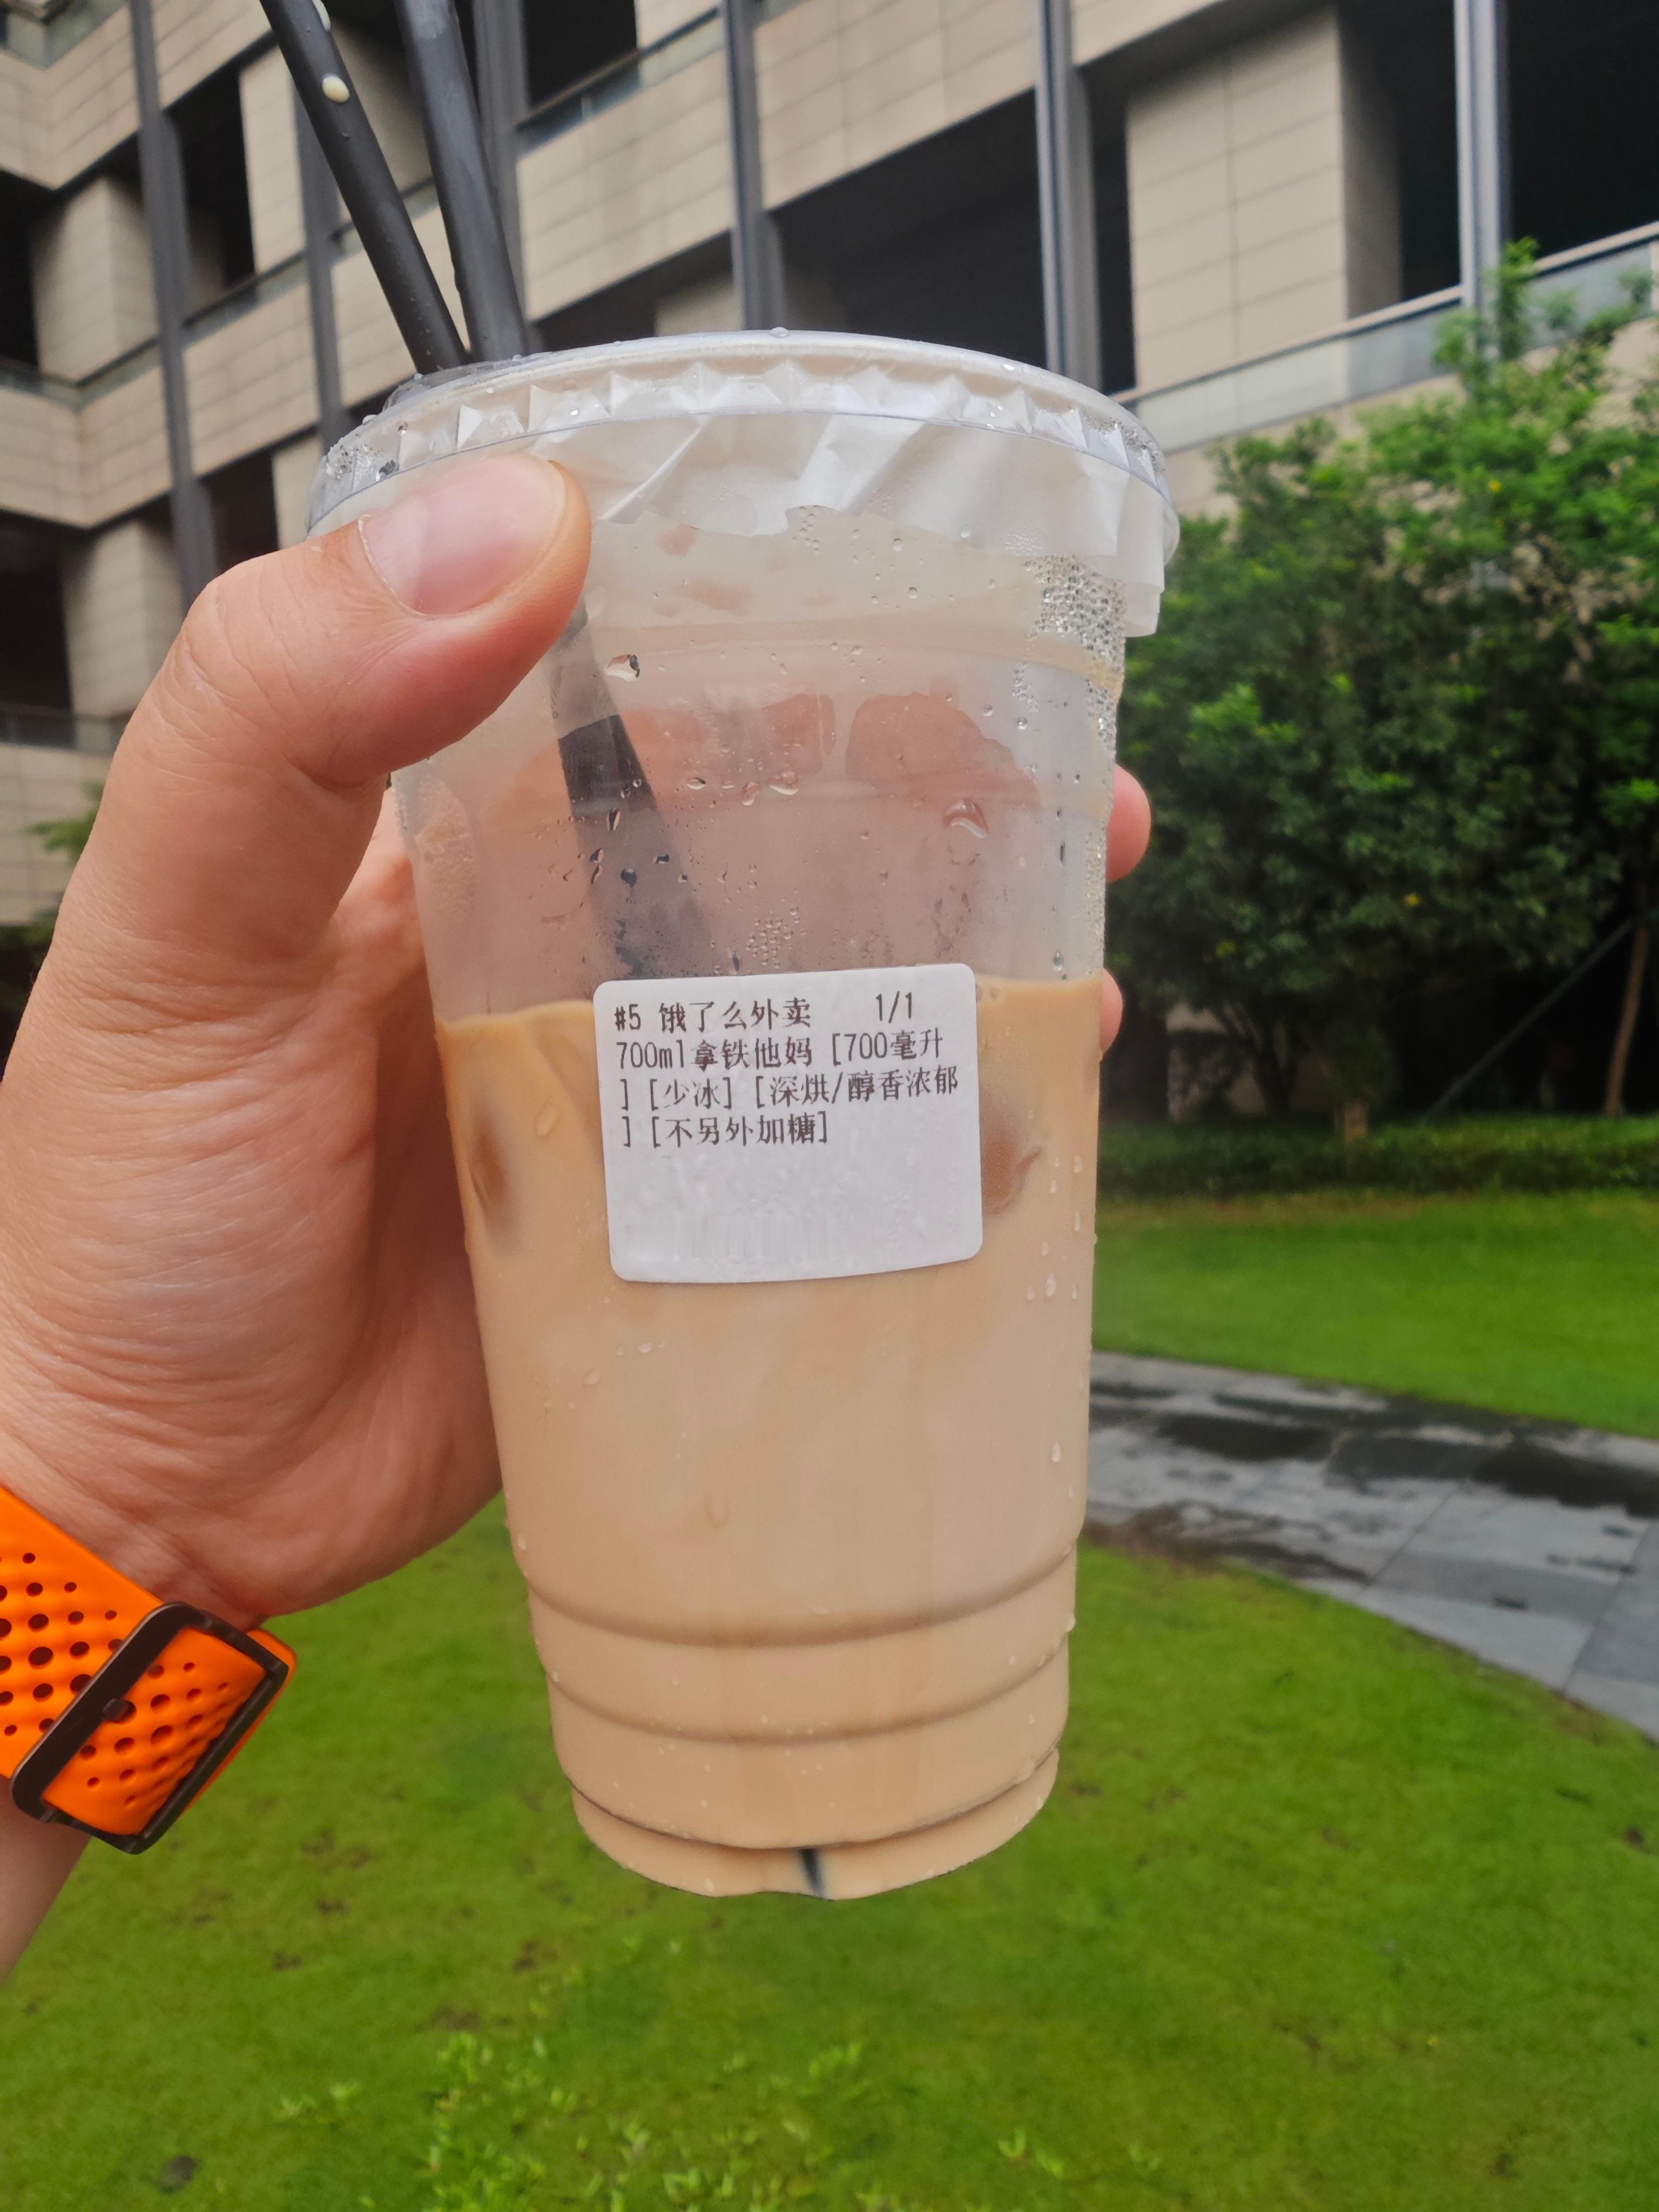 #5 饿了么外卖 1/1
700ml拿铁他妈 [700毫升
] [少冰] [深烘/醇香浓郁
] [不另外加糖]